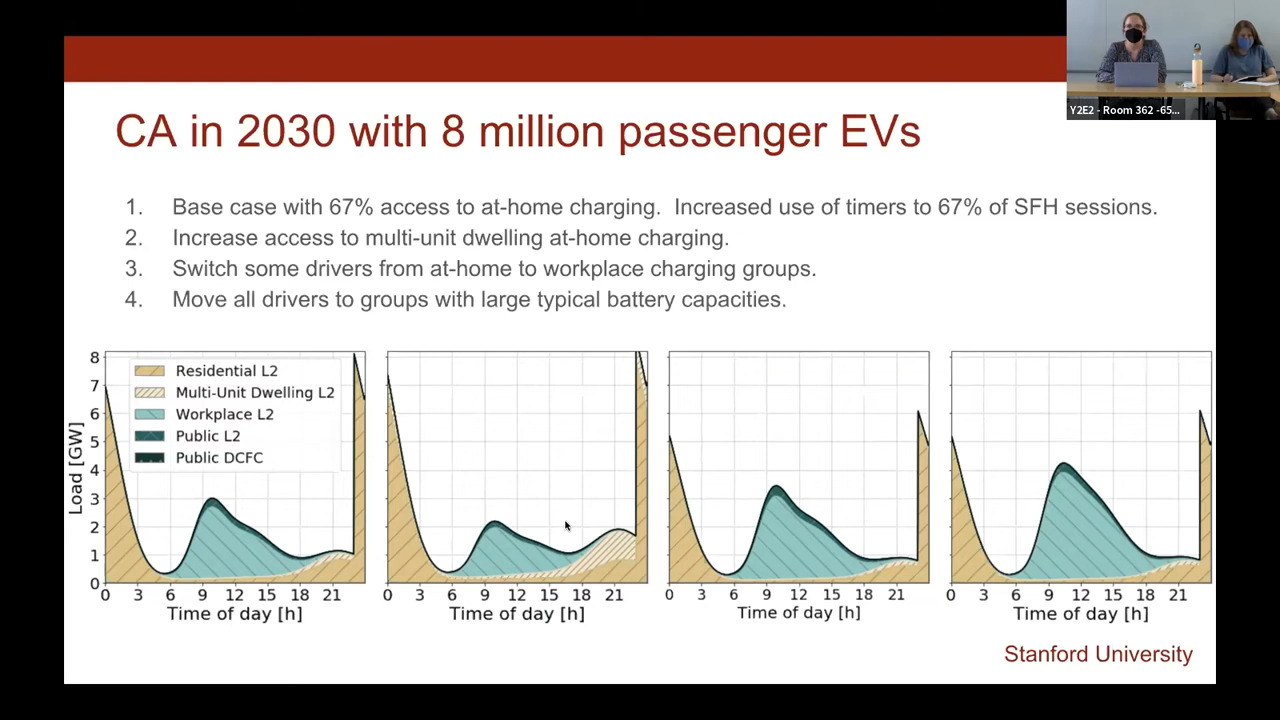 Y2E2 - Room 362 -65...
CA in 2030 with 8 million passenger EVs
1. Base case with 67% access to at-home charging. Increased use of timers to 67% of SFH sessions.
2. Increase access to multi-unit dwelling at-home charging.
3. Switch some drivers from at-home to workplace charging groups.
4. Move all drivers to groups with large typical battery capacities.
Load [GW]
8
7
6
5
4
3
2
1
0
Residential L2
Multi-Unit Dwelling L2
Workplace L2
Public L2
Public DCFC
0 3 6 9 12 15 18 21
Time of day [h]
0 3 6 9 12 15 18 21
Time of day [h]
0 3 6 9 12 15 18 21
Time of day [h]
0 3 6 9 12 15 18 21
Time of day [h]
Stanford University